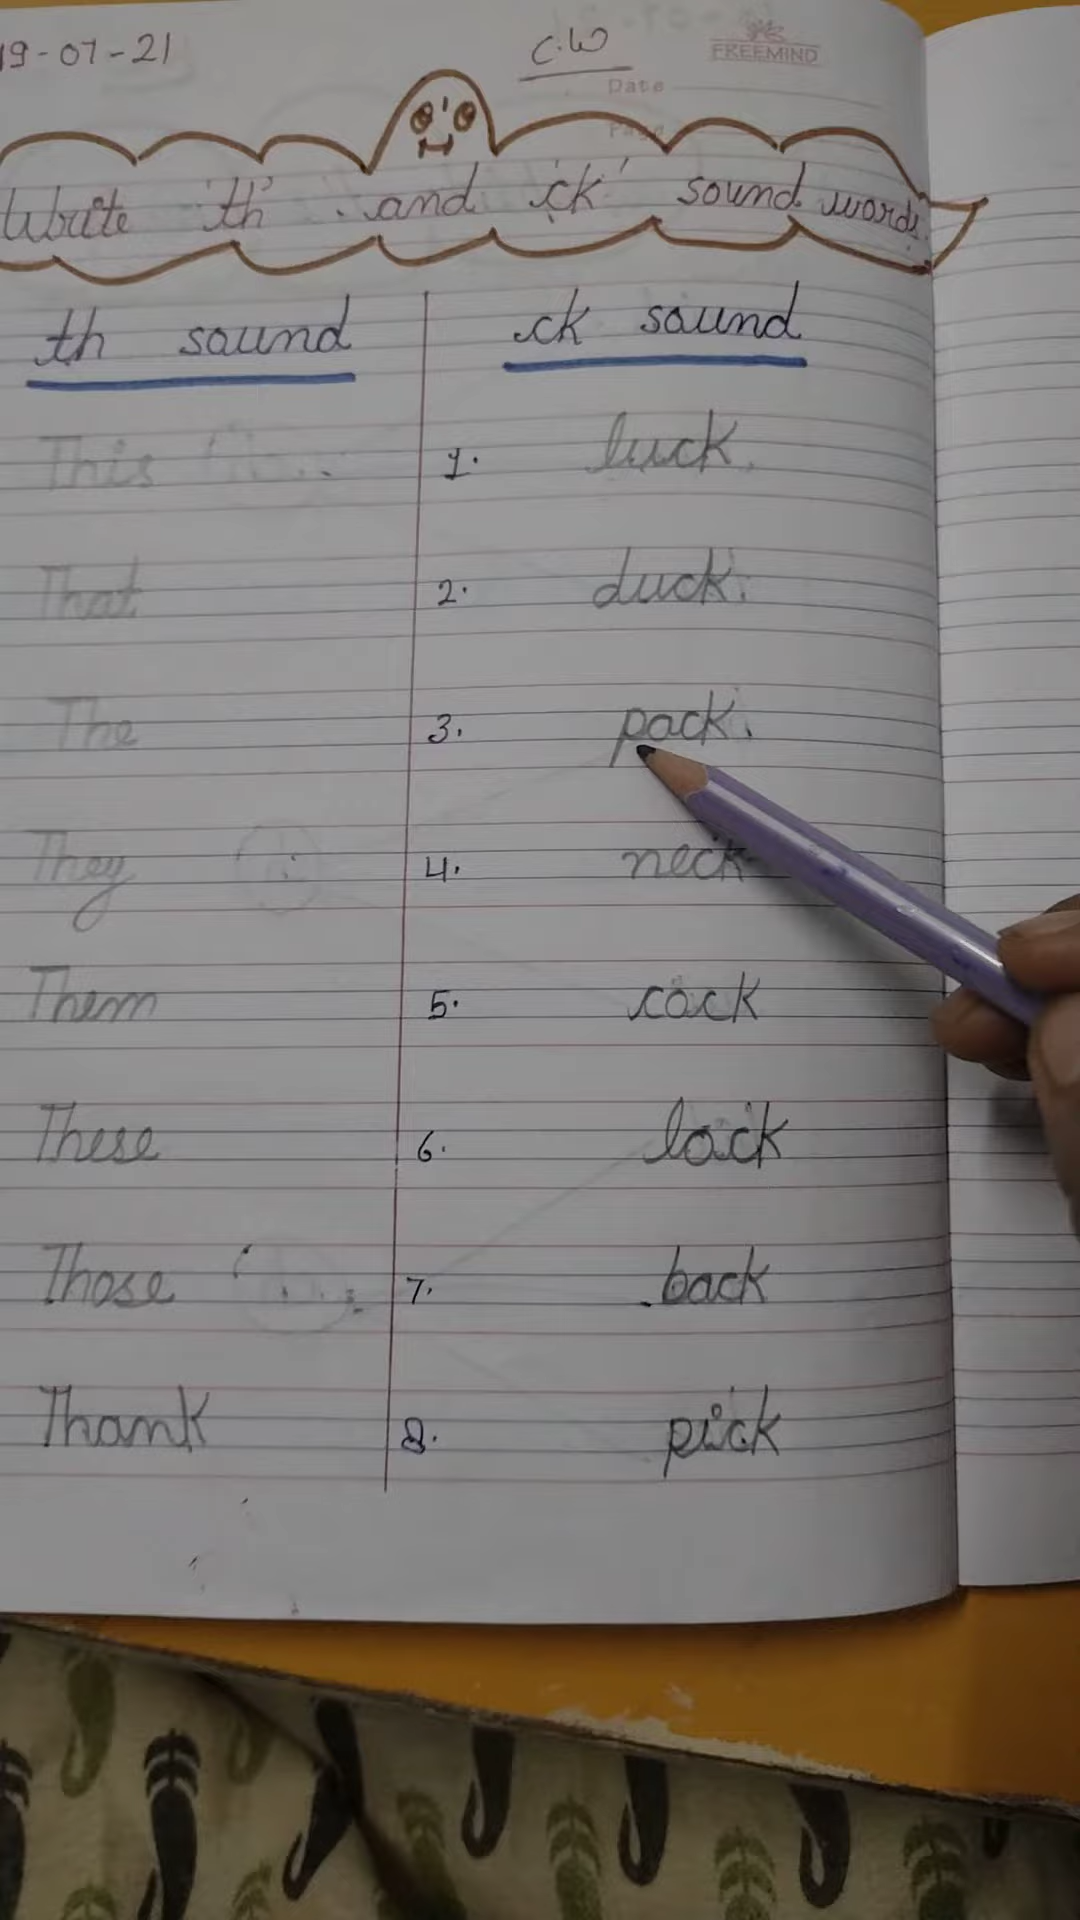 19-07-21 C.W FREEMIND
Date
Page
Write 'th' and 'ck' sound words.
th sound ck sound
This 1. luck.
That 2. duck.
The 3. pack.
They 4. neck
Them 5. cock
These 6. lack
Those 7. back
Thank 8. pick